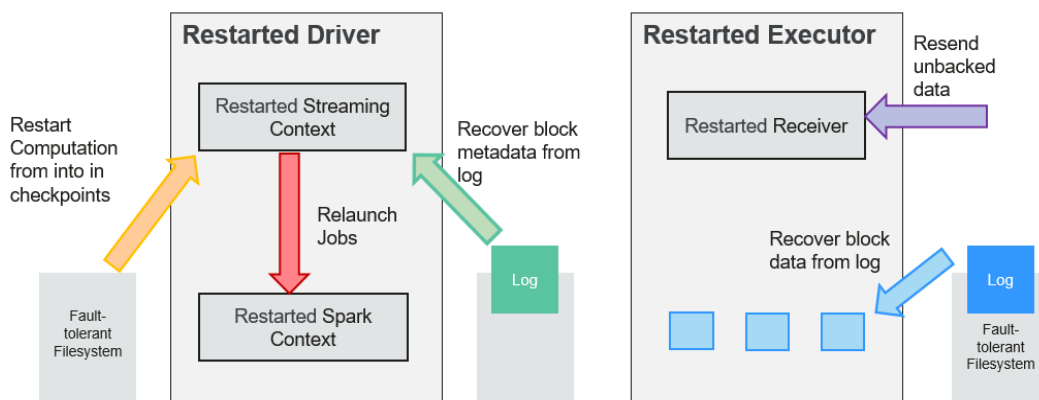 Restarted Driver
Restarted Streaming
Context
Restart
Computation
from into in
checkpoints
Recover block
metadata from
log
Relaunch
Jobs
Log
Fault-
tolerant
Filesystem
Restarted Spark
Context
Restarted Executor
Resend
unbacked
data
Restarted Receiver
Recover block
data from log
Log
Fault-
tolerant
Filesystem